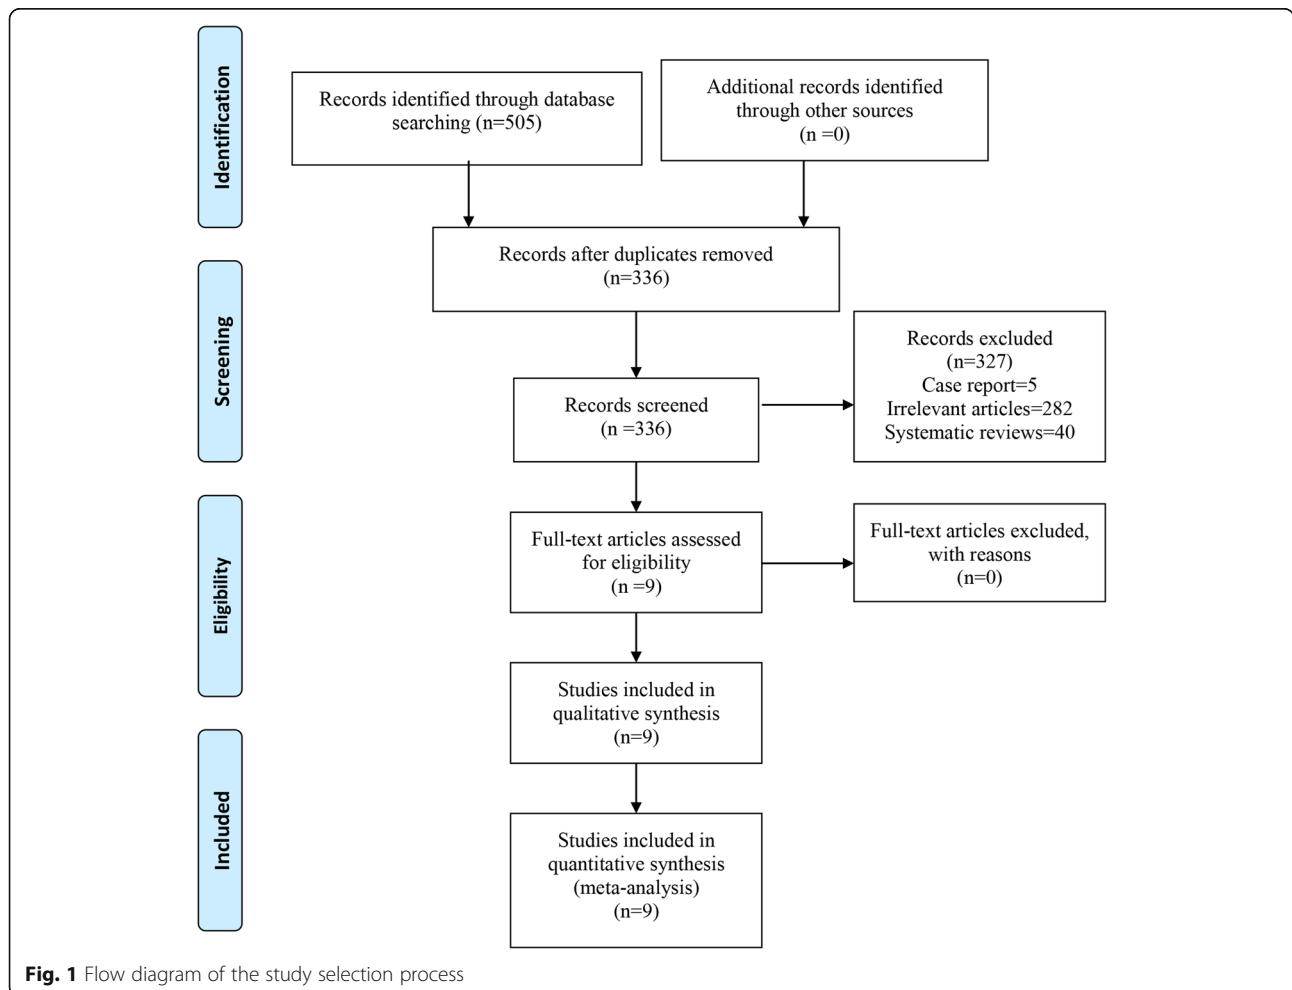 Identification
Records identified through database
searching (n=505)
Additional records identified
through other sources
(n =0)
Records after duplicates removed
(n=336)
Screening
Records screened
(n =336)
Records excluded
(n=327)
Case report=5
Irrelevant articles=282
Systematic reviews=40
Eligibility
Full-text articles assessed
for eligibility
(n =9)
Full-text articles excluded,
with reasons
(n=0)
Studies included in
qualitative synthesis
(n=9)
Included
Studies included in
quantitative synthesis
(meta-analysis)
(n=9)
Fig. 1 Flow diagram of the study selection process